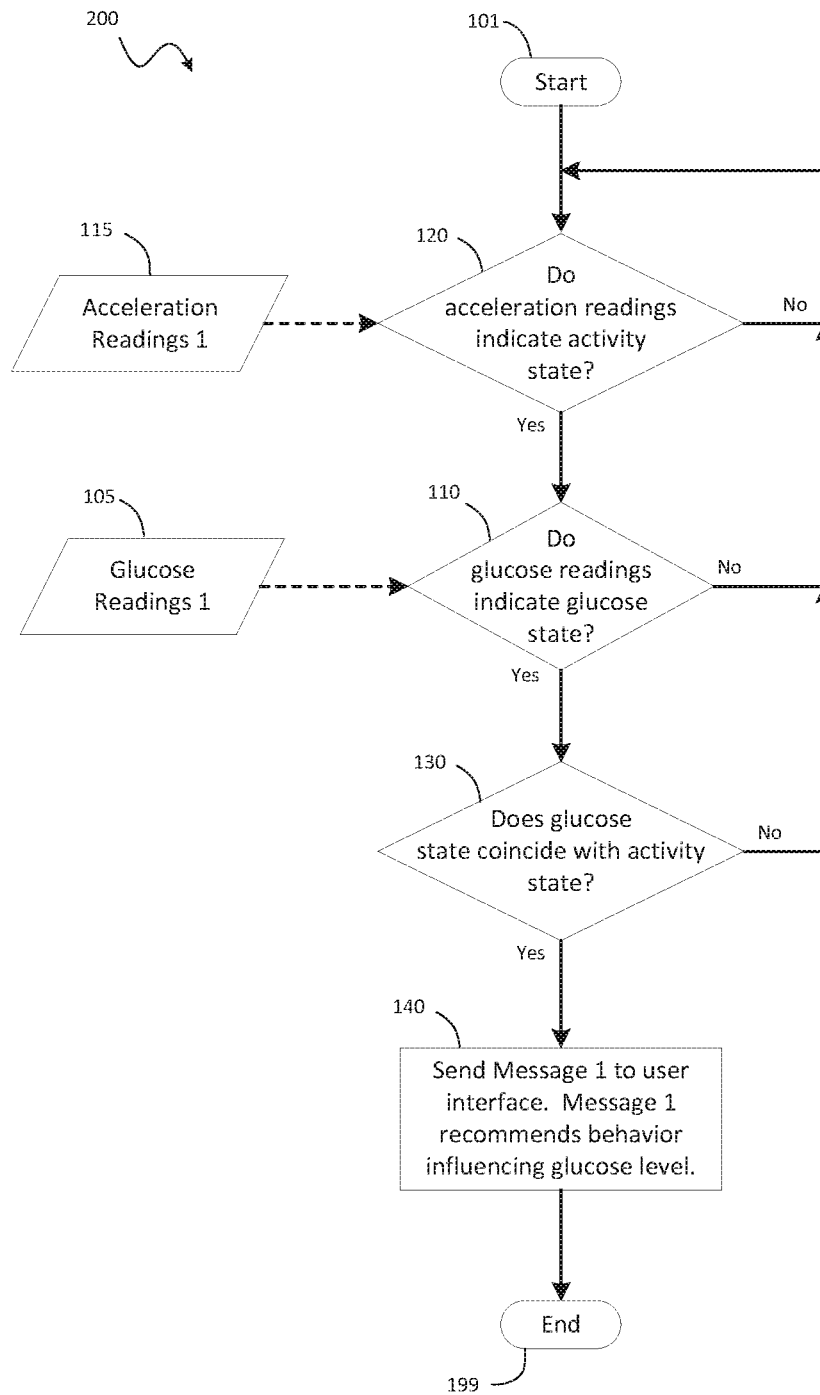 200
101
Start
115
Acceleration
Readings 1
120
Do
acceleration readings
indicate activity
state?
No
Yes
105
Glucose
Readings 1
110
Do
glucose readings
indicate glucose
state?
No
Yes
130
Does glucose
state coincide with activity
state?
No
Yes
140
Send Message 1 to user
interface.  Message 1
recommends behavior
influencing glucose level.
End
199